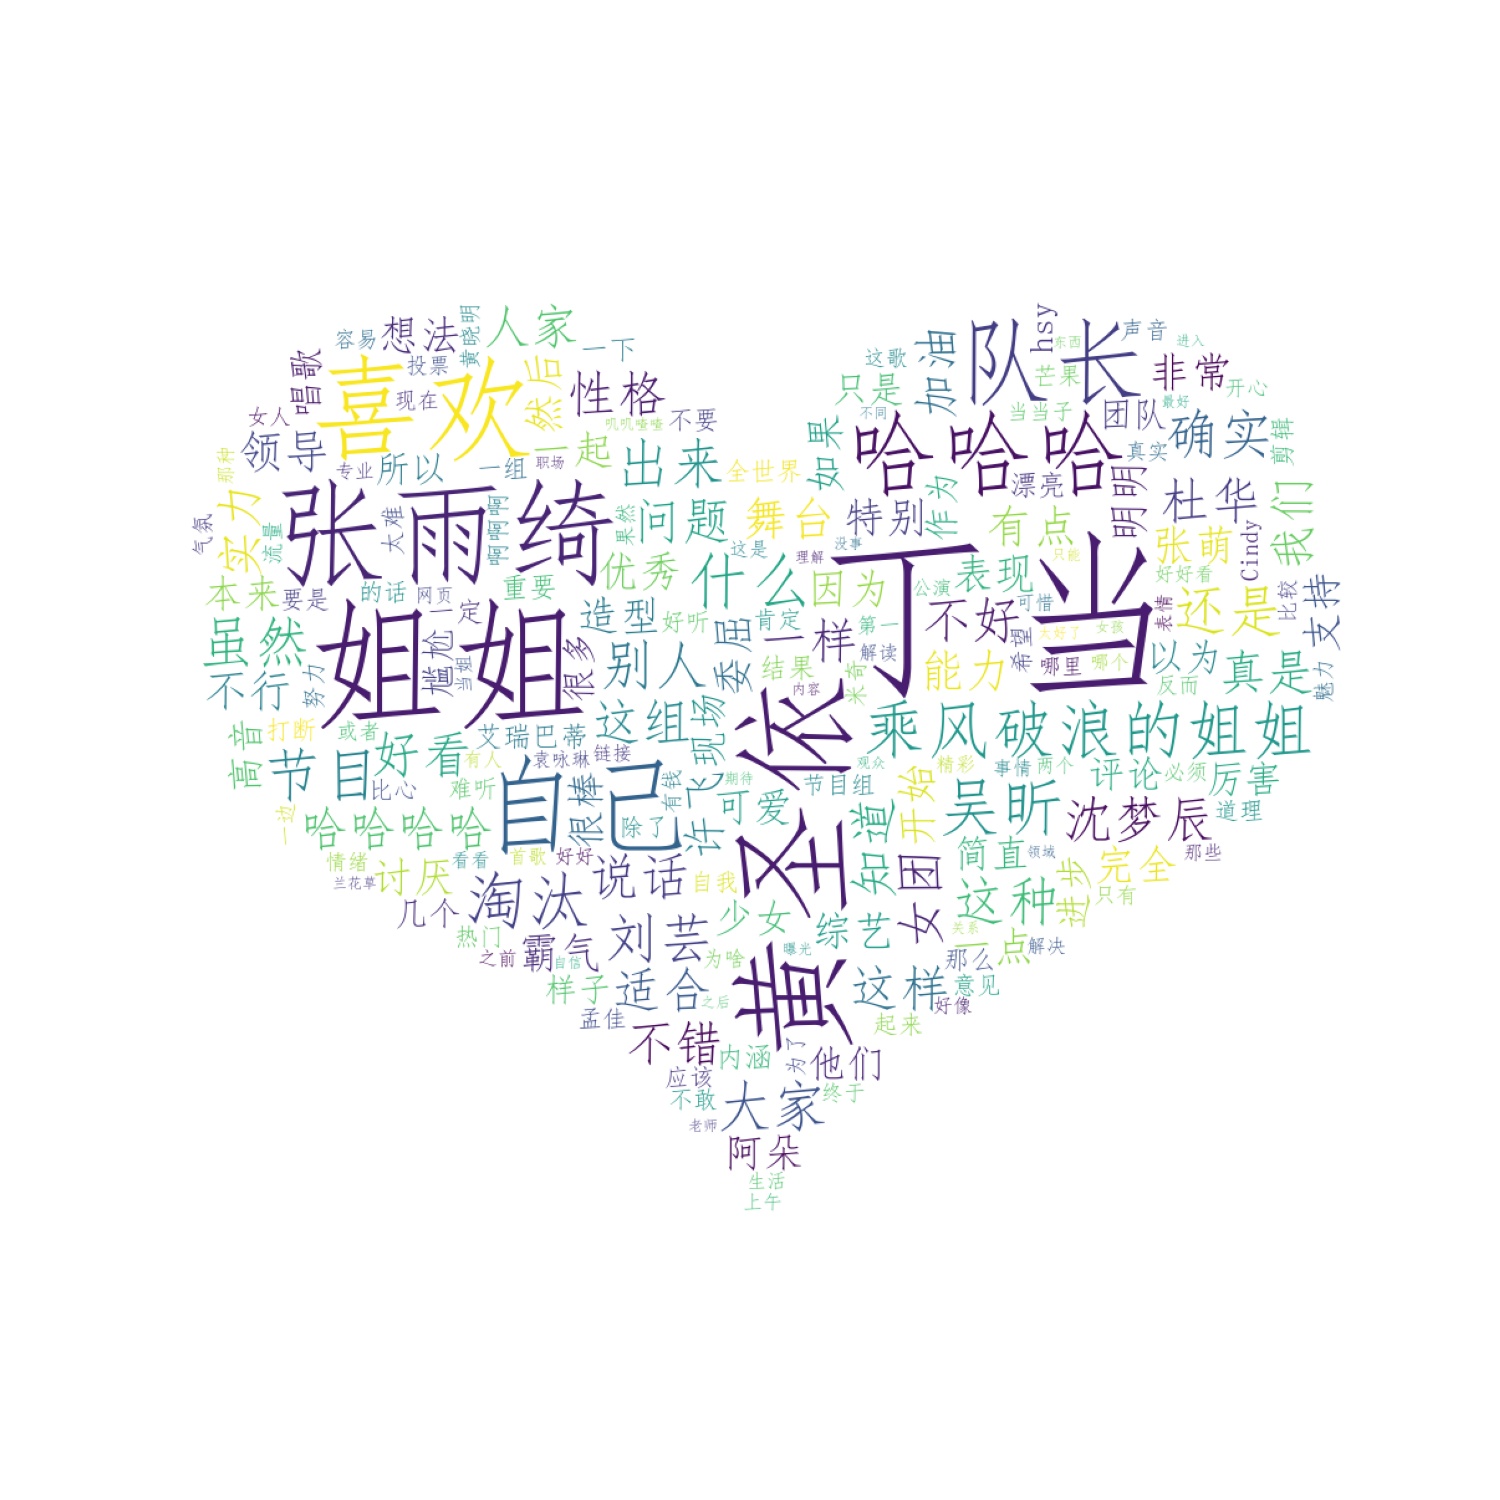 容易
想法
黄晓明
人家
唱歌
投票
一下
喜欢
然后
性格
女人
现在
叽叽喳喳
不要
领导
一起
出来
那种
专业
所以
一组
职场
全世界
张雨绮
实力
问题
舞台
气氛
流量
太难
啊啊啊
果然
这是
优秀
什么
本来
要是
的话
网页
一定
重要
造型
好听
肯定
虽然
姐姐
尴尬
当姐
很多
别人
委屈
一样
不行
努力
结果
内容
米奇
高音
打断
或者
好看
艾瑞巴蒂
这组
现场
节目
有人
袁咏琳
链接
比心
难听
自己
很棒
有钱
期待
一边
哈哈哈哈
除了
许飞
可爱
情绪
看看
首歌
好好
兰花草
讨厌
淘汰
说话
自我
几个
少女
热门
刘芸
之前
霸气
自信
为啥
样子
适合
之后
孟佳
不错
内涵
应该
不敢
大家
老师
阿朵
生活
上午
队长
hsy
声音
东西
进入
这歌
加油
只是
芒果
非常
开心
不同
当当子
最好
团队
如果
哈哈哈
确实
剪辑
真实
作为
漂亮
明明
杜华
特别
有点
我们
没事
理解
只能
张萌
Cindy
丁当
表现
好好看
因为
公演
不好
可惜
表情
还是
比较
支持
第一
希望
太好了
女孩
解读
能力
哪里
哪个
以为
真是
反而
魅力
黄圣依
乘风破浪的姐姐
观众
精彩
事情
两个
评论
必须
厉害
节目组
知道
开始
吴昕
沈梦辰
道理
简直
领域
完全
那些
女团
这种
进步
只有
综艺
关系
一点
解决
曝光
那么
这样
意见
好像
起来
为了
他们
终于